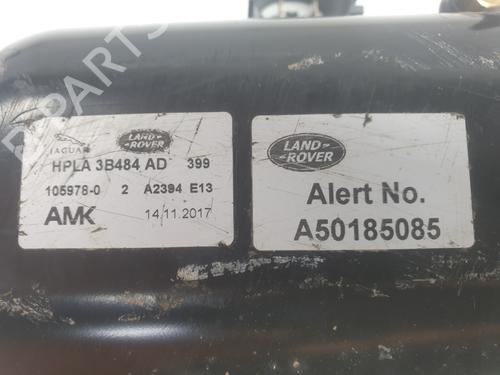 B-PARTS
JAGUAR
LAND ROVER
HPLA 3B484 AD 399
105978-0 2 A2394 E13
AMK 14.11.2017
LAND ROVER
Alert No.
A50185085